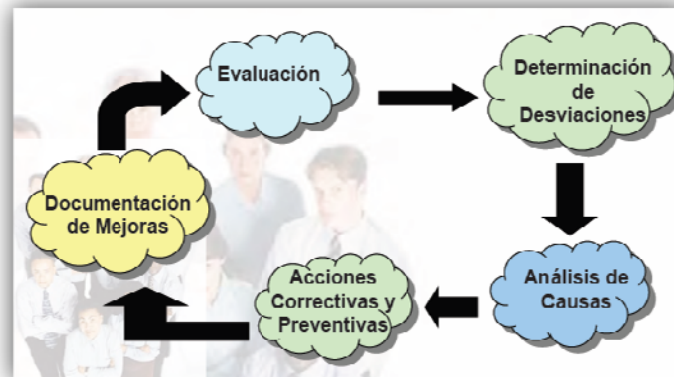 Evaluación
Determinación
de
Desviaciones
Análisis de
Causas
Acciones
Correctivas y
Preventivas
Documentación
de Mejoras